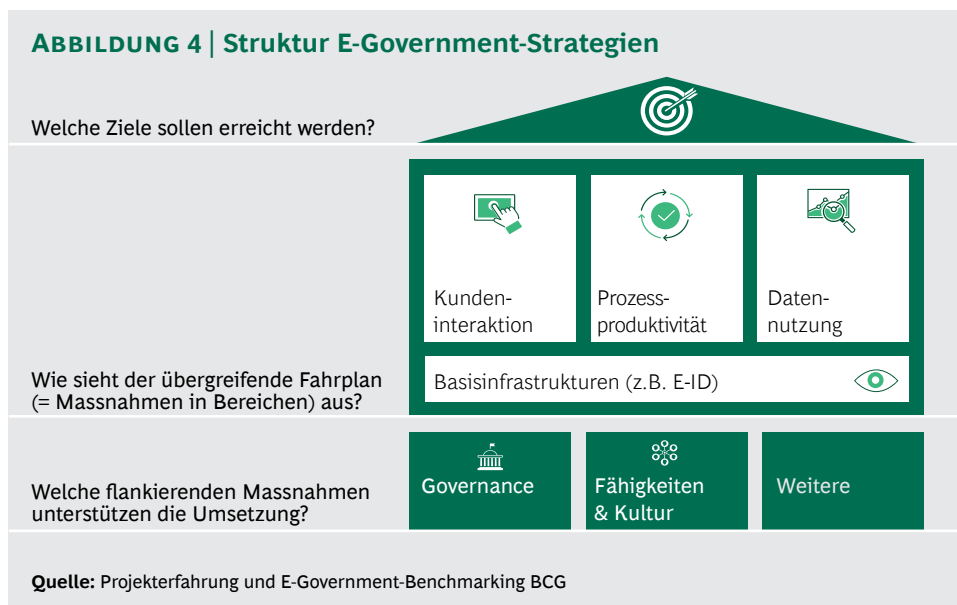 ABBILDUNG 4 | Struktur E-Government-Strategien
Welche Ziele sollen erreicht werden?
Kunden-
interaktion
Prozess-
produktivität
Daten-
nutzung
Wie sieht der übergreifende Fahrplan
(= Massnahmen in Bereichen) aus?
Basisinfrastrukturen (z.B. E-ID)
Welche flankierenden Massnahmen
unterstützen die Umsetzung?
Governance
Fähigkeiten
& Kultur
Weitere
Quelle: Projekterfahrung und E-Government-Benchmarking BCG